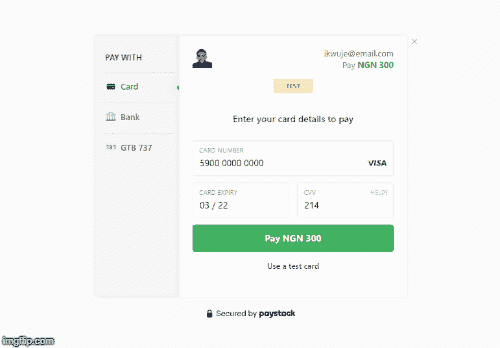 PAY WITH
Card
Bank
GTB 737
ikwuje@email.com
Pay NGN 300
TEST
Enter your card details to pay
CARD NUMBER
5900 0000 0000
VISA
CARD EXPIRY
03 / 22
CVV
HELP?
214
Pay NGN 300
Use a test card
Secured by paystack
imgflip.com